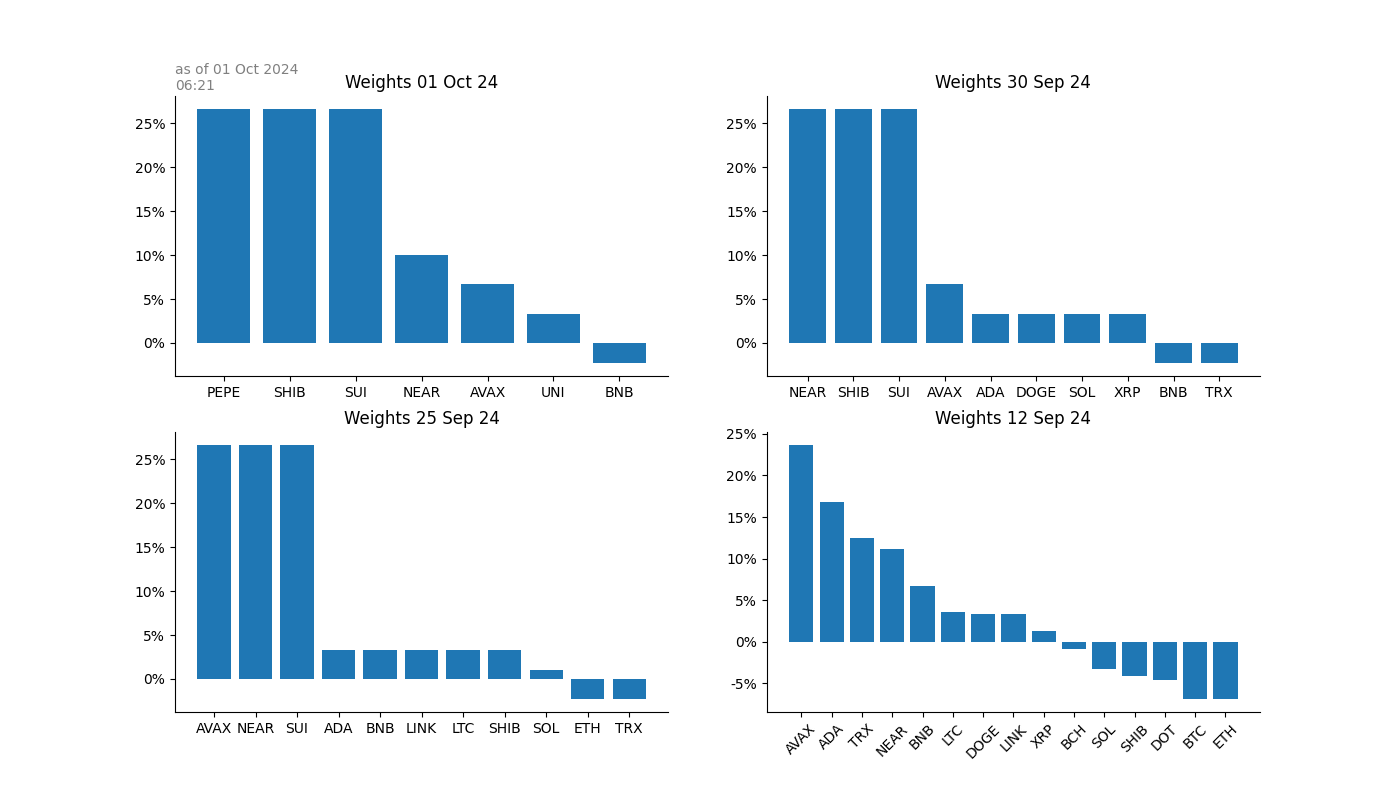 as of 01 Oct 2024
06:21
Weights 01 Oct 24
25%
20%
15%
10%
5%
0%
PEPE SHIB SUI NEAR AVAX UNI BNB
Weights 30 Sep 24
25%
20%
15%
10%
5%
0%
NEAR SHIB SUI AVAX ADA DOGE SOL XRP BNB TRX
Weights 25 Sep 24
25%
20%
15%
10%
5%
0%
AVAX NEAR SUI ADA BNB LINK LTC SHIB SOL ETH TRX
Weights 12 Sep 24
25%
20%
15%
10%
5%
0%
-5%
AVAX ADA TRX NEAR BNB LTC DOGE LINK XRP BCH SOL SHIB DOT BTC ETH